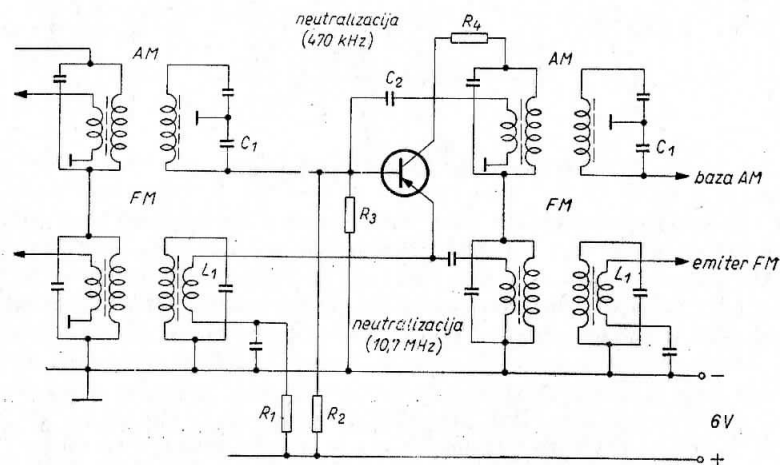 neutralizacija
(470 kHz)
R4
AM
AM
C2
C1
C1
baza AM
R3
FM
FM
L1
L1
emiter FM
neutralizacija
(10,7 MHz)
−
R1
R2
6V
+